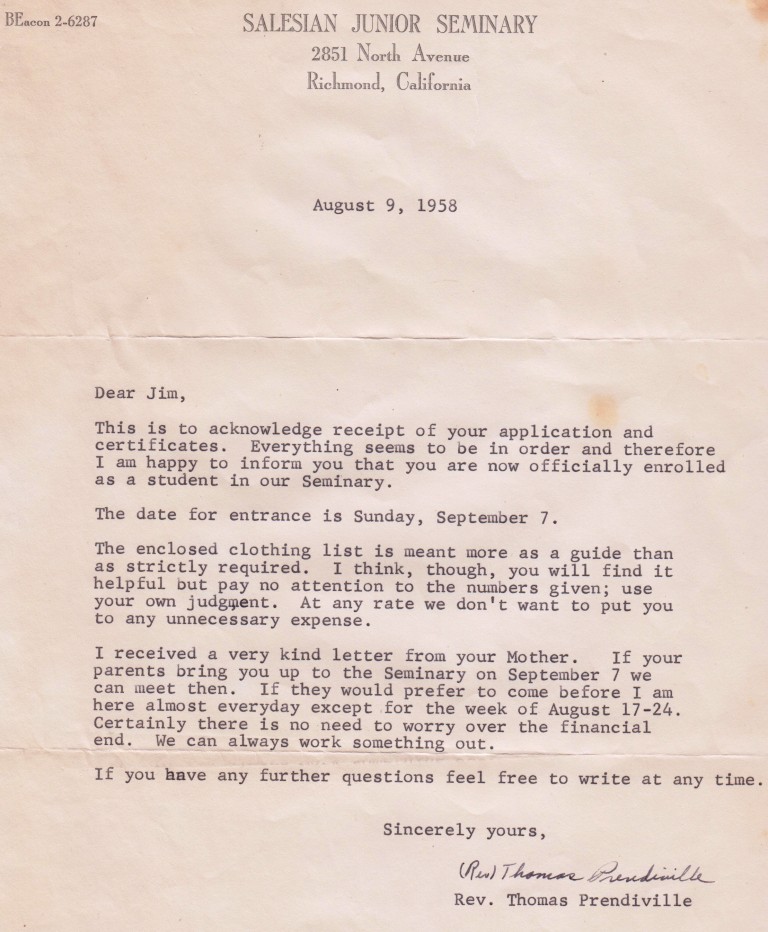 BEacon 2-6287
SALESIAN JUNIOR SEMINARY
2851 North Avenue
Richmond, California
August 9, 1958
Dear Jim,
This is to acknowledge receipt of your application and
certificates.  Everything seems to be in order and therefore
I am happy to inform you that you are now officially enrolled
as a student in our Seminary.
The date for entrance is Sunday, September 7.
The enclosed clothing list is meant more as a guide than
as strictly required.  I think, though, you will find it
helpful but pay no attention to the numbers given; use
your own judgment.  At any rate we don't want to put you
to any unnecessary expense.
I received a very kind letter from your Mother.   If your
parents bring you up to the Seminary on September 7 we
can meet then.  If they would prefer to come before I am
here almost everyday except for the week of August 17-24.
Certainly there is no need to worry over the financial
end.  We can always work something out.
If you have any further questions feel free to write at any time.
Sincerely yours,
(Rev) Thomas Prendiville
Rev. Thomas Prendiville